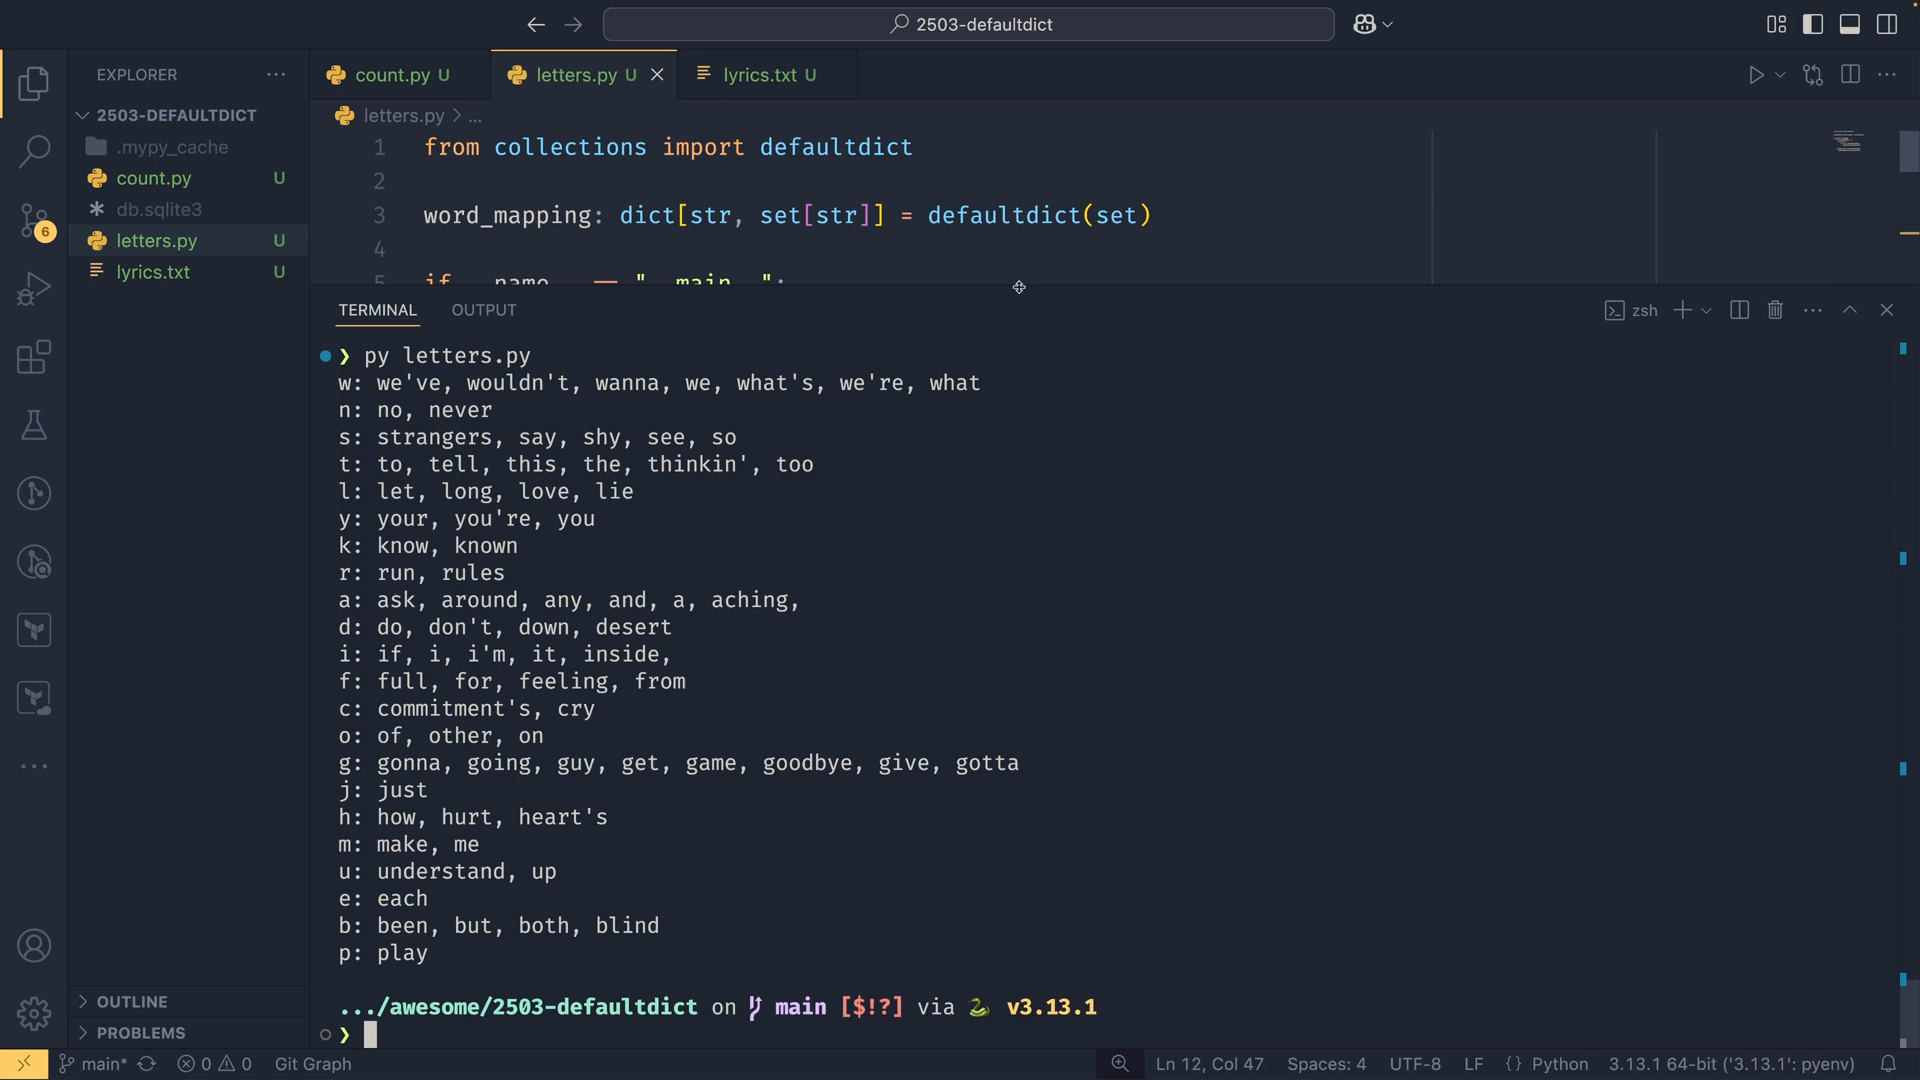 2503-defaultdict
EXPLORER
2503-DEFAULTDICT
.mypy_cache
count.py U
db.sqlite3
letters.py U
lyrics.txt U
6
OUTLINE
PROBLEMS
count.py U
letters.py U
lyrics.txt U
letters.py > ...
1 from collections import defaultdict
2
3 word_mapping: dict[str, set[str]] = defaultdict(set)
4
5 if __name__ == "__main__":
TERMINAL
OUTPUT
zsh
❯ py letters.py
w: we've, wouldn't, wanna, we, what's, we're, what
n: no, never
s: strangers, say, shy, see, so
t: to, tell, this, the, thinkin', too
l: let, long, love, lie
y: your, you're, you
k: know, known
r: run, rules
a: ask, around, any, and, a, aching,
d: do, don't, down, desert
i: if, i, i'm, it, inside,
f: full, for, feeling, from
c: commitment's, cry
o: of, other, on
g: gonna, going, guy, get, game, goodbye, give, gotta
j: just
h: how, hurt, heart's
m: make, me
u: understand, up
e: each
b: been, but, both, blind
p: play
.../awesome/2503-defaultdict on main [$!?] via 🐍 v3.13.1
❯
main* 0 0 Git Graph
Ln 12, Col 47 Spaces: 4 UTF-8 LF {} Python 3.13.1 64-bit ('3.13.1': pyenv)